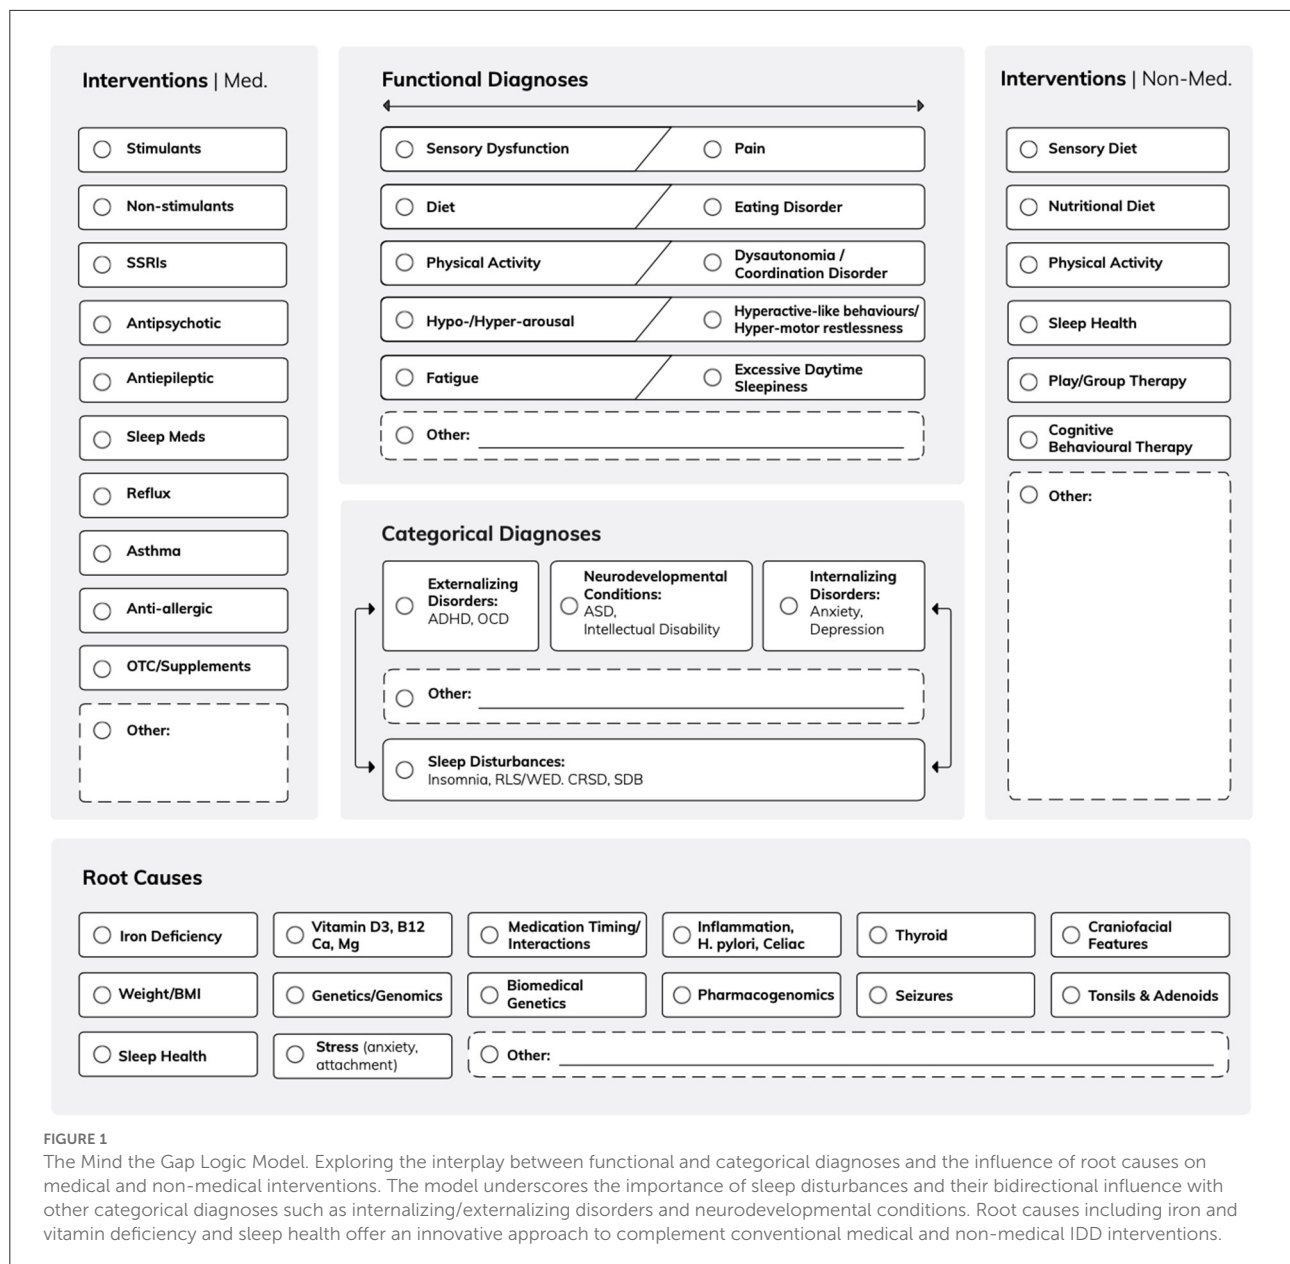 Interventions | Med.
Stimulants
Non-stimulants
SSRIs
Antipsychotic
Antiepileptic
Sleep Meds
Reflux
Asthma
Anti-allergic
OTC/Supplements
Other:
Functional Diagnoses
Sensory Dysfunction
Pain
Diet
Eating Disorder
Physical Activity
Dysautonomia /
Coordination Disorder
Hypo-/Hyper-arousal
Hyperactive-like behaviours/
Hyper-motor restlessness
Fatigue
Excessive Daytime
Sleepiness
Other:
Categorical Diagnoses
Externalizing
Disorders:
ADHD, OCD
Neurodevelopmental
Conditions:
ASD,
Intellectual Disability
Internalizing
Disorders:
Anxiety,
Depression
Other:
Sleep Disturbances:
Insomnia, RLS/WED. CRSD, SDB
Interventions | Non-Med.
Sensory Diet
Nutritional Diet
Physical Activity
Sleep Health
Play/Group Therapy
Cognitive
Behavioural Therapy
Other:
Root Causes
Iron Deficiency
Vitamin D3, B12
Ca, Mg
Medication Timing/
Interactions
Inflammation,
H. pylori, Celiac
Thyroid
Craniofacial
Features
Weight/BMI
Genetics/Genomics
Biomedical
Genetics
Pharmacogenomics
Seizures
Tonsils & Adenoids
Sleep Health
Stress (anxiety,
attachment)
Other:
FIGURE 1
The Mind the Gap Logic Model. Exploring the interplay between functional and categorical diagnoses and the influence of root causes on
medical and non-medical interventions. The model underscores the importance of sleep disturbances and their bidirectional influence with
other categorical diagnoses such as internalizing/externalizing disorders and neurodevelopmental conditions. Root causes including iron and
vitamin deficiency and sleep health offer an innovative approach to complement conventional medical and non-medical IDD interventions.